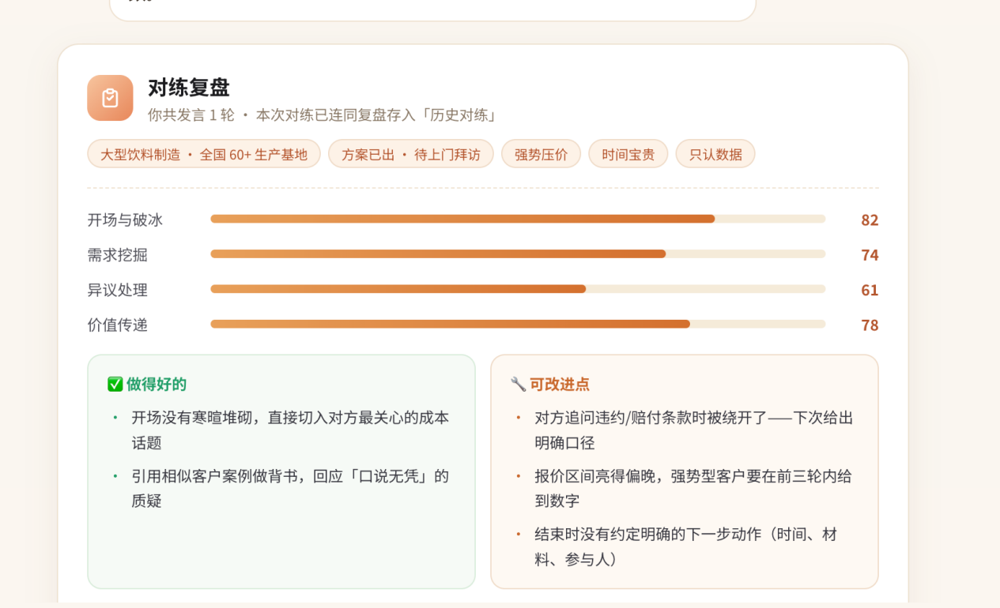 对练复盘
你共发言 1 轮 · 本次对练已连同复盘存入「历史对练」
大型饮料制造 · 全国 60+ 生产基地 方案已出 · 待上门拜访 强势压价 时间宝贵 只认数据
开场与破冰 82
需求挖掘 74
异议处理 61
价值传递 78
✅ 做得好的
• 开场没有寒暄堆砌，直接切入对方最关心的成本
话题
• 引用相似客户案例做背书，回应「口说无凭」的
质疑
🔧 可改进点
• 对方追问违约/赔付条款时被绕开了——下次给出
明确口径
• 报价区间亮得偏晚，强势型客户要在前三轮内给
到数字
• 结束时没有约定明确的下一步动作（时间、材
料、参与人）